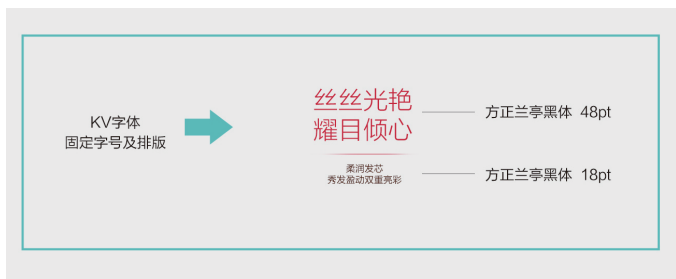 KV字体
固定字号及排版
丝丝光艳
耀目倾心
方正兰亭黑体 48pt
柔润发芯
秀发盈动双重亮彩
方正兰亭黑体 18pt